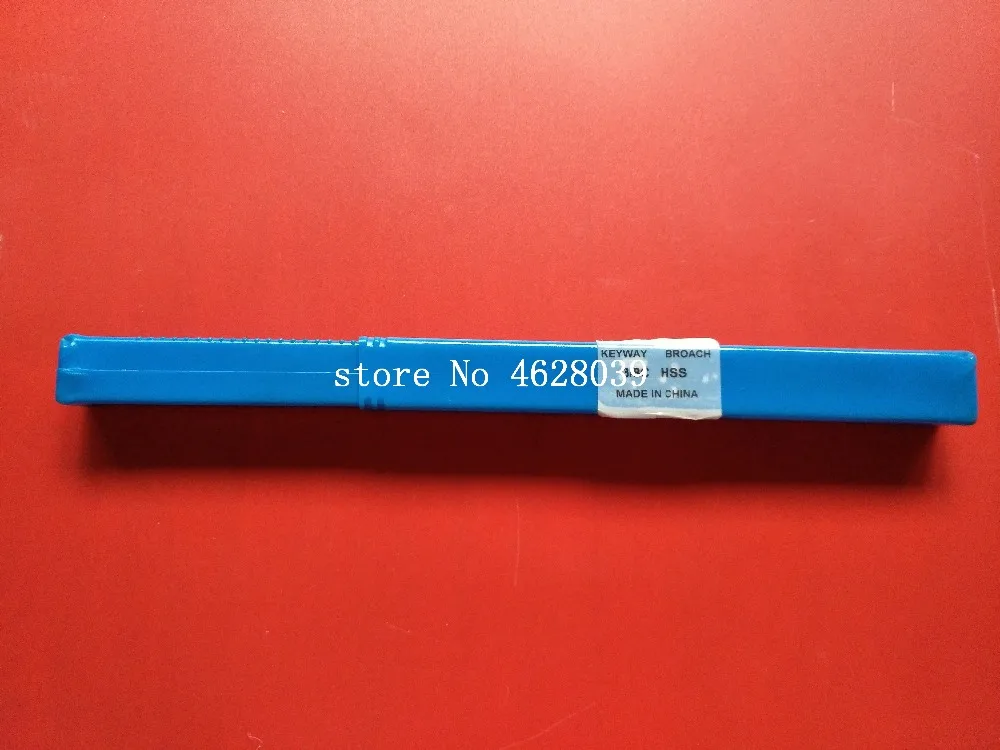 KEYWAY BROACH
HSS
MADE IN CHINA
store No 4628039